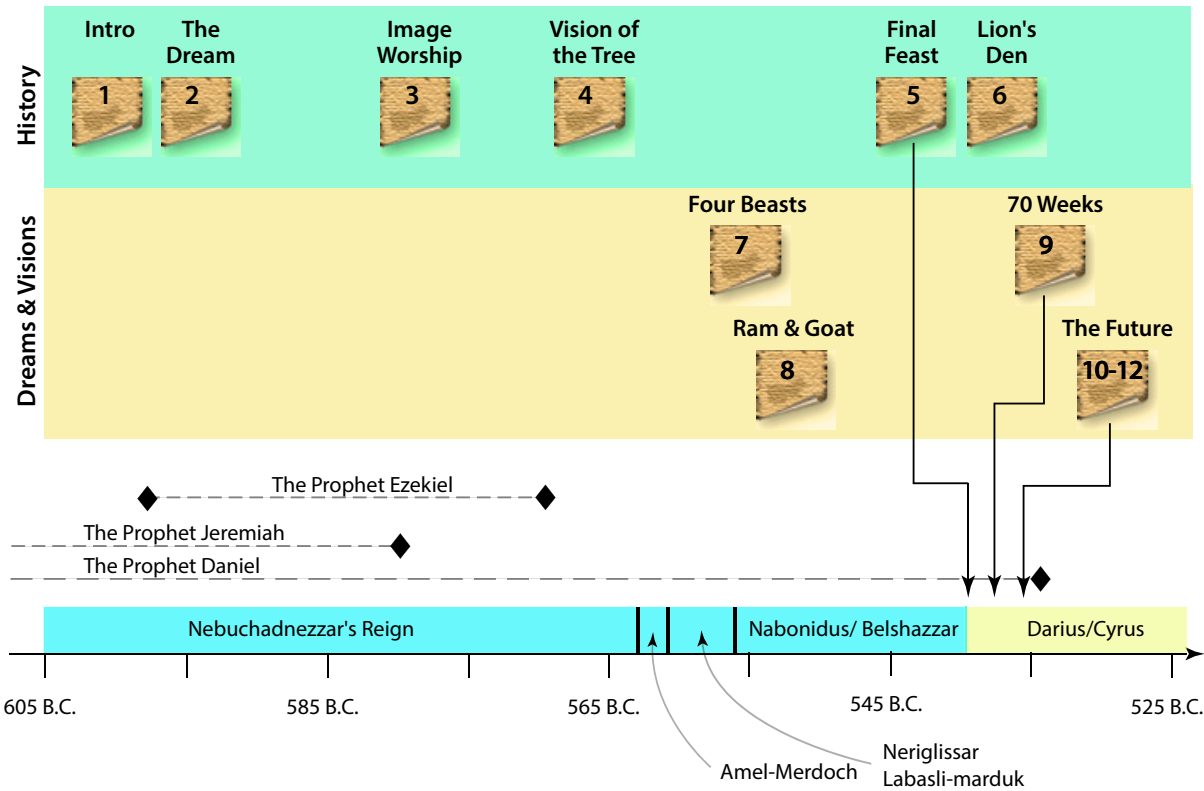 History
Intro
The
Dream
Image
Worship
Vision of
the Tree
Final
Feast
Lion's
Den
1
2
3
4
5
6
Dreams & Visions
Four Beasts
70 Weeks
7
9
Ram & Goat
The Future
8
10-12
The Prophet Ezekiel
The Prophet Jeremiah
The Prophet Daniel
Nebuchadnezzar's Reign
Nabonidus/ Belshazzar
Darius/Cyrus
605 B.C.
585 B.C.
565 B.C.
545 B.C.
525 B.C.
Amel-Merdoch
Neriglissar
Labasli-marduk